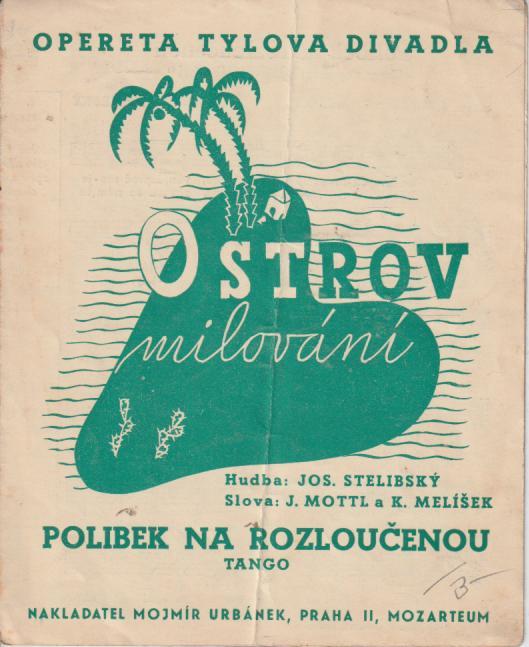 OPERETA TYLOVA DIVADLA
OSTROV
milování
Hudba: JOS. STELIBSKÝ
Slova: J. MOTTL a K. MELÍŠEK
POLIBEK NA ROZLOUČENOU
TANGO
NAKLADATEL MOJMÍR URBÁNEK, PRAHA II, MOZARTEUM